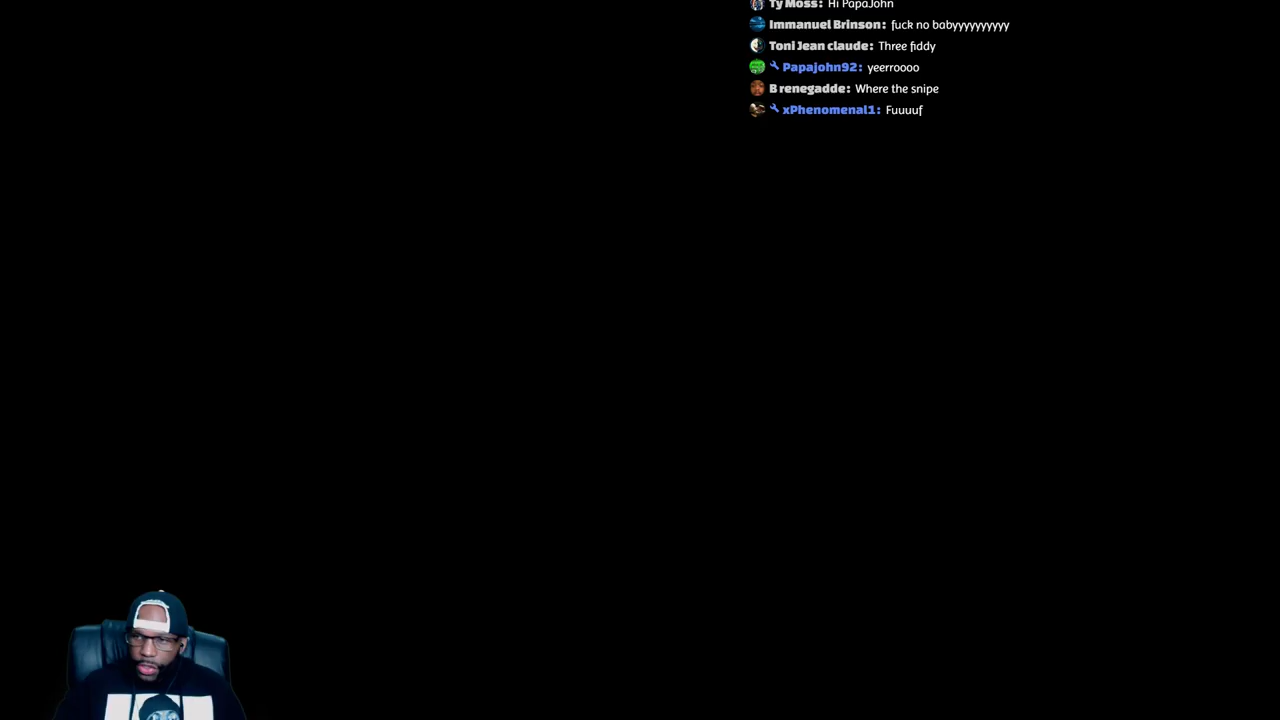 Ty Moss: Hi PapaJohn
Immanuel Brinson: fuck no babyyyyyyyyyy
Toni Jean claude: Three fiddy
Papajohn92: yeerroooo
B renegadde: Where the snipe
xPhenomenal1: Fuuuuf